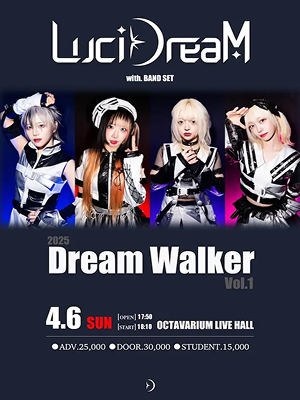 LuciDreaM
with. BAND SET
2025
Dream Walker
Vol.1
4.6 SUN
[OPEN] 17:50
[START] 18:10
OCTAVARIUM LIVE HALL
●ADV.25,000 ●DOOR.30,000 ●STUDENT.15,000